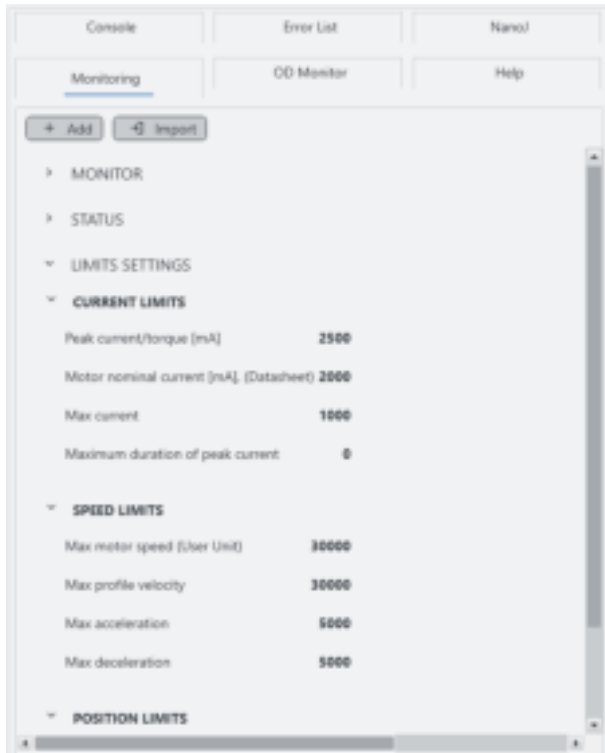 Console Error List NanoJ
Monitoring OD Monitor Help
+ Add Import
MONITOR
STATUS
LIMITS SETTINGS
CURRENT LIMITS
Peak current/torque [mA] 2500
Motor nominal current [mA], (Datasheet) 2000
Max current 1000
Maximum duration of peak current 0
SPEED LIMITS
Max motor speed (User Unit) 30000
Max profile velocity 30000
Max acceleration 5000
Max deceleration 5000
POSITION LIMITS